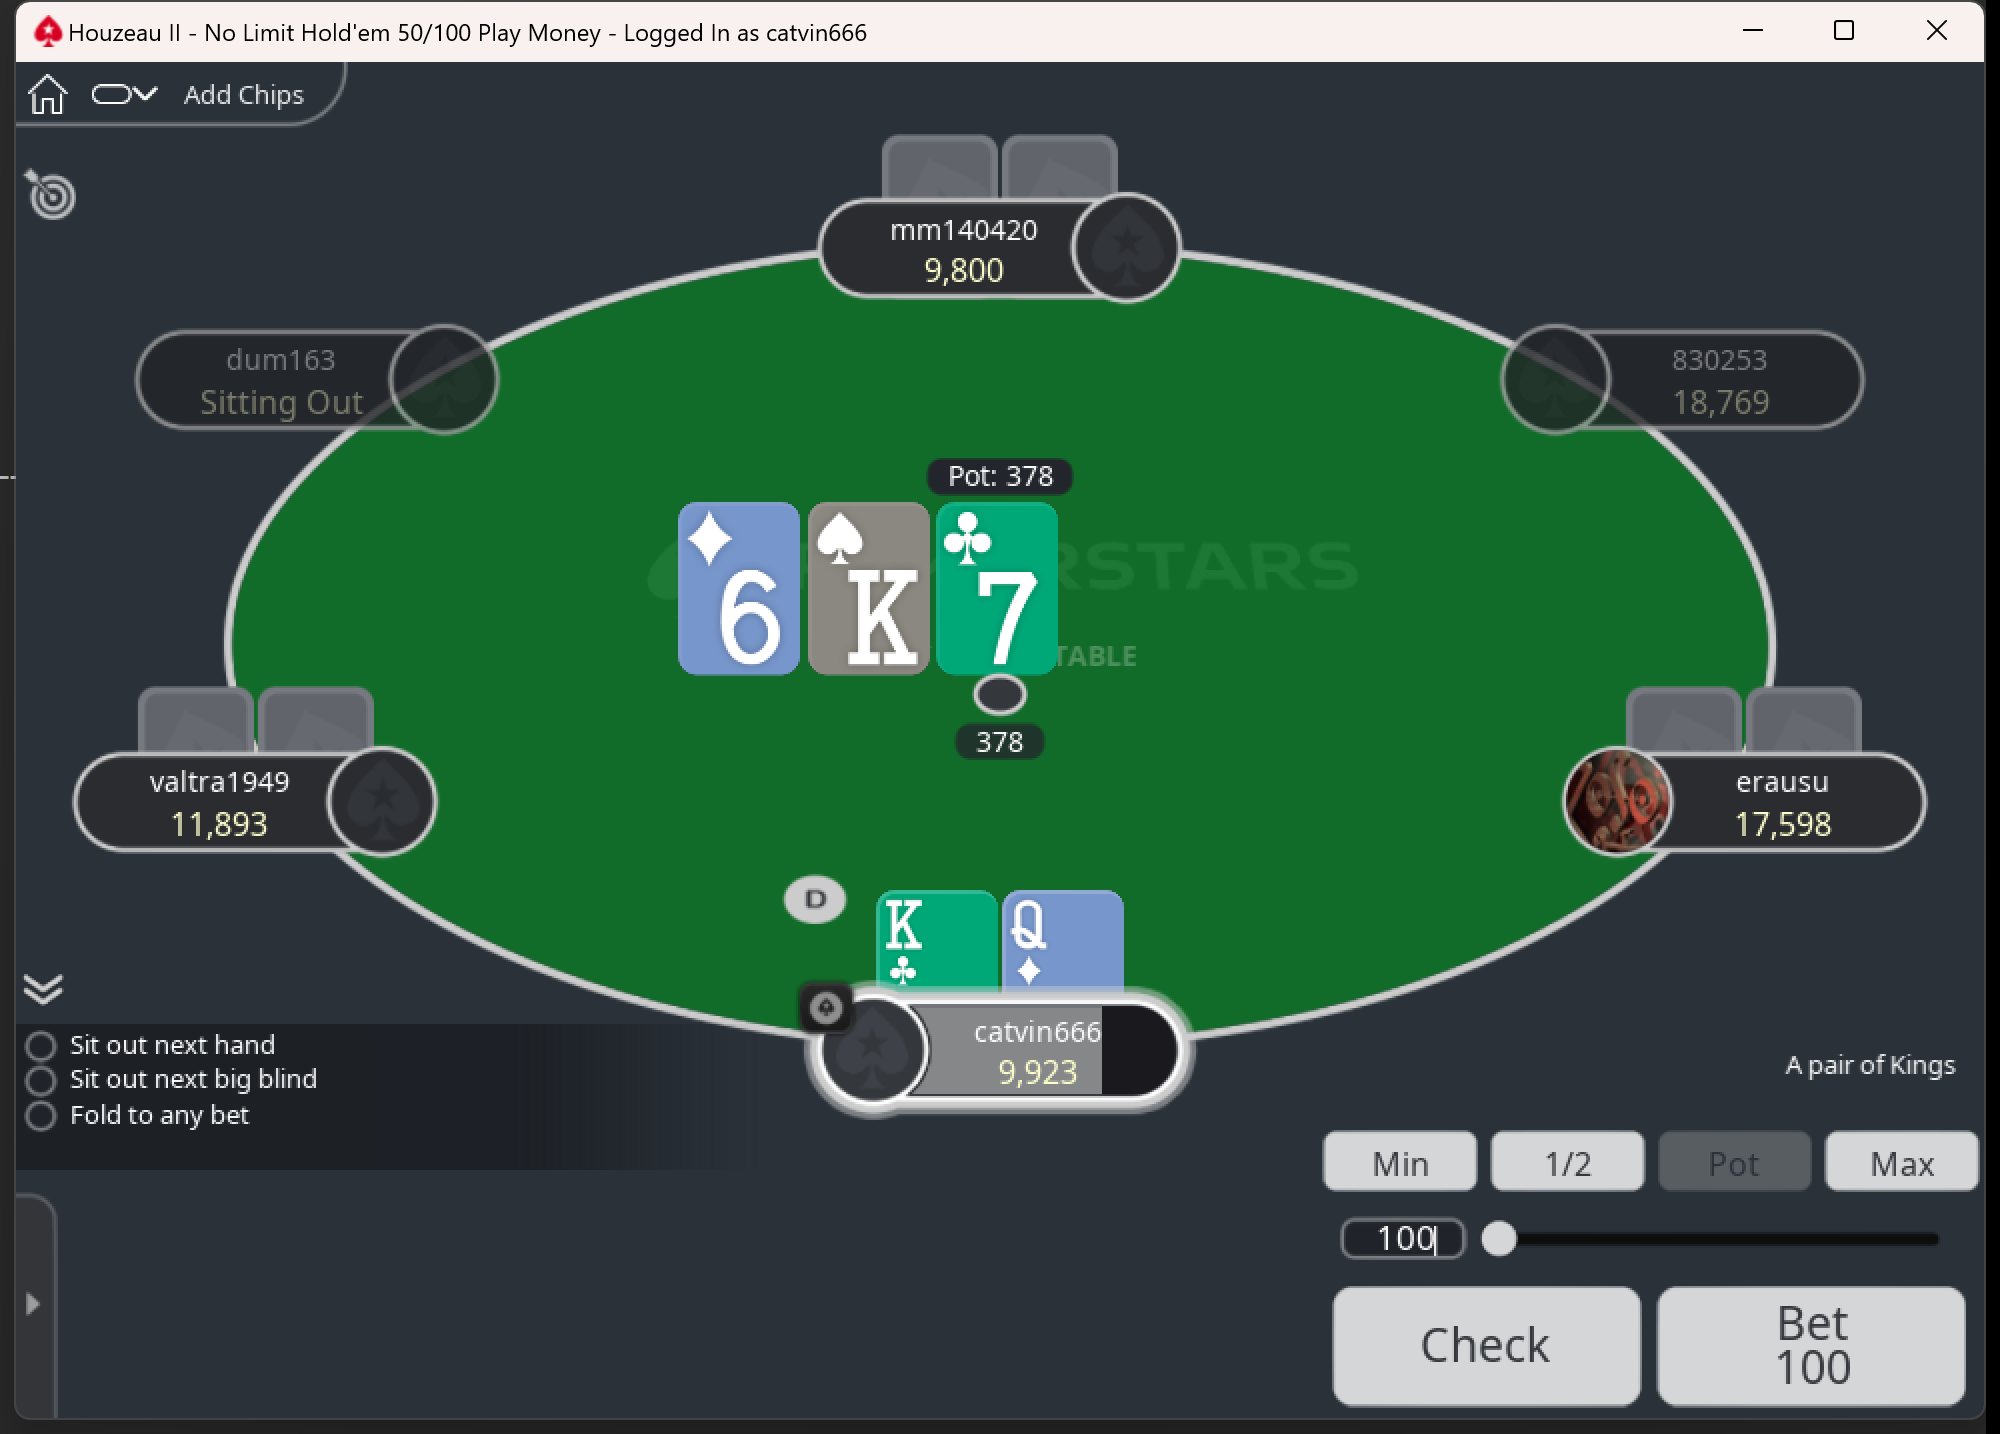 Houzeau II - No Limit Hold'em 50/100 Play Money - Logged In as catvin666
Add Chips
mm140420
9,800
dum163
Sitting Out
830253
18,769
Pot: 378
6 K 7
RSTARS
TABLE
378
valtra1949
11,893
erausu
17,598
D
K Q
catvin666
9,923
Sit out next hand
Sit out next big blind
Fold to any bet
A pair of Kings
Min 1/2 Pot Max
100
Check
Bet
100